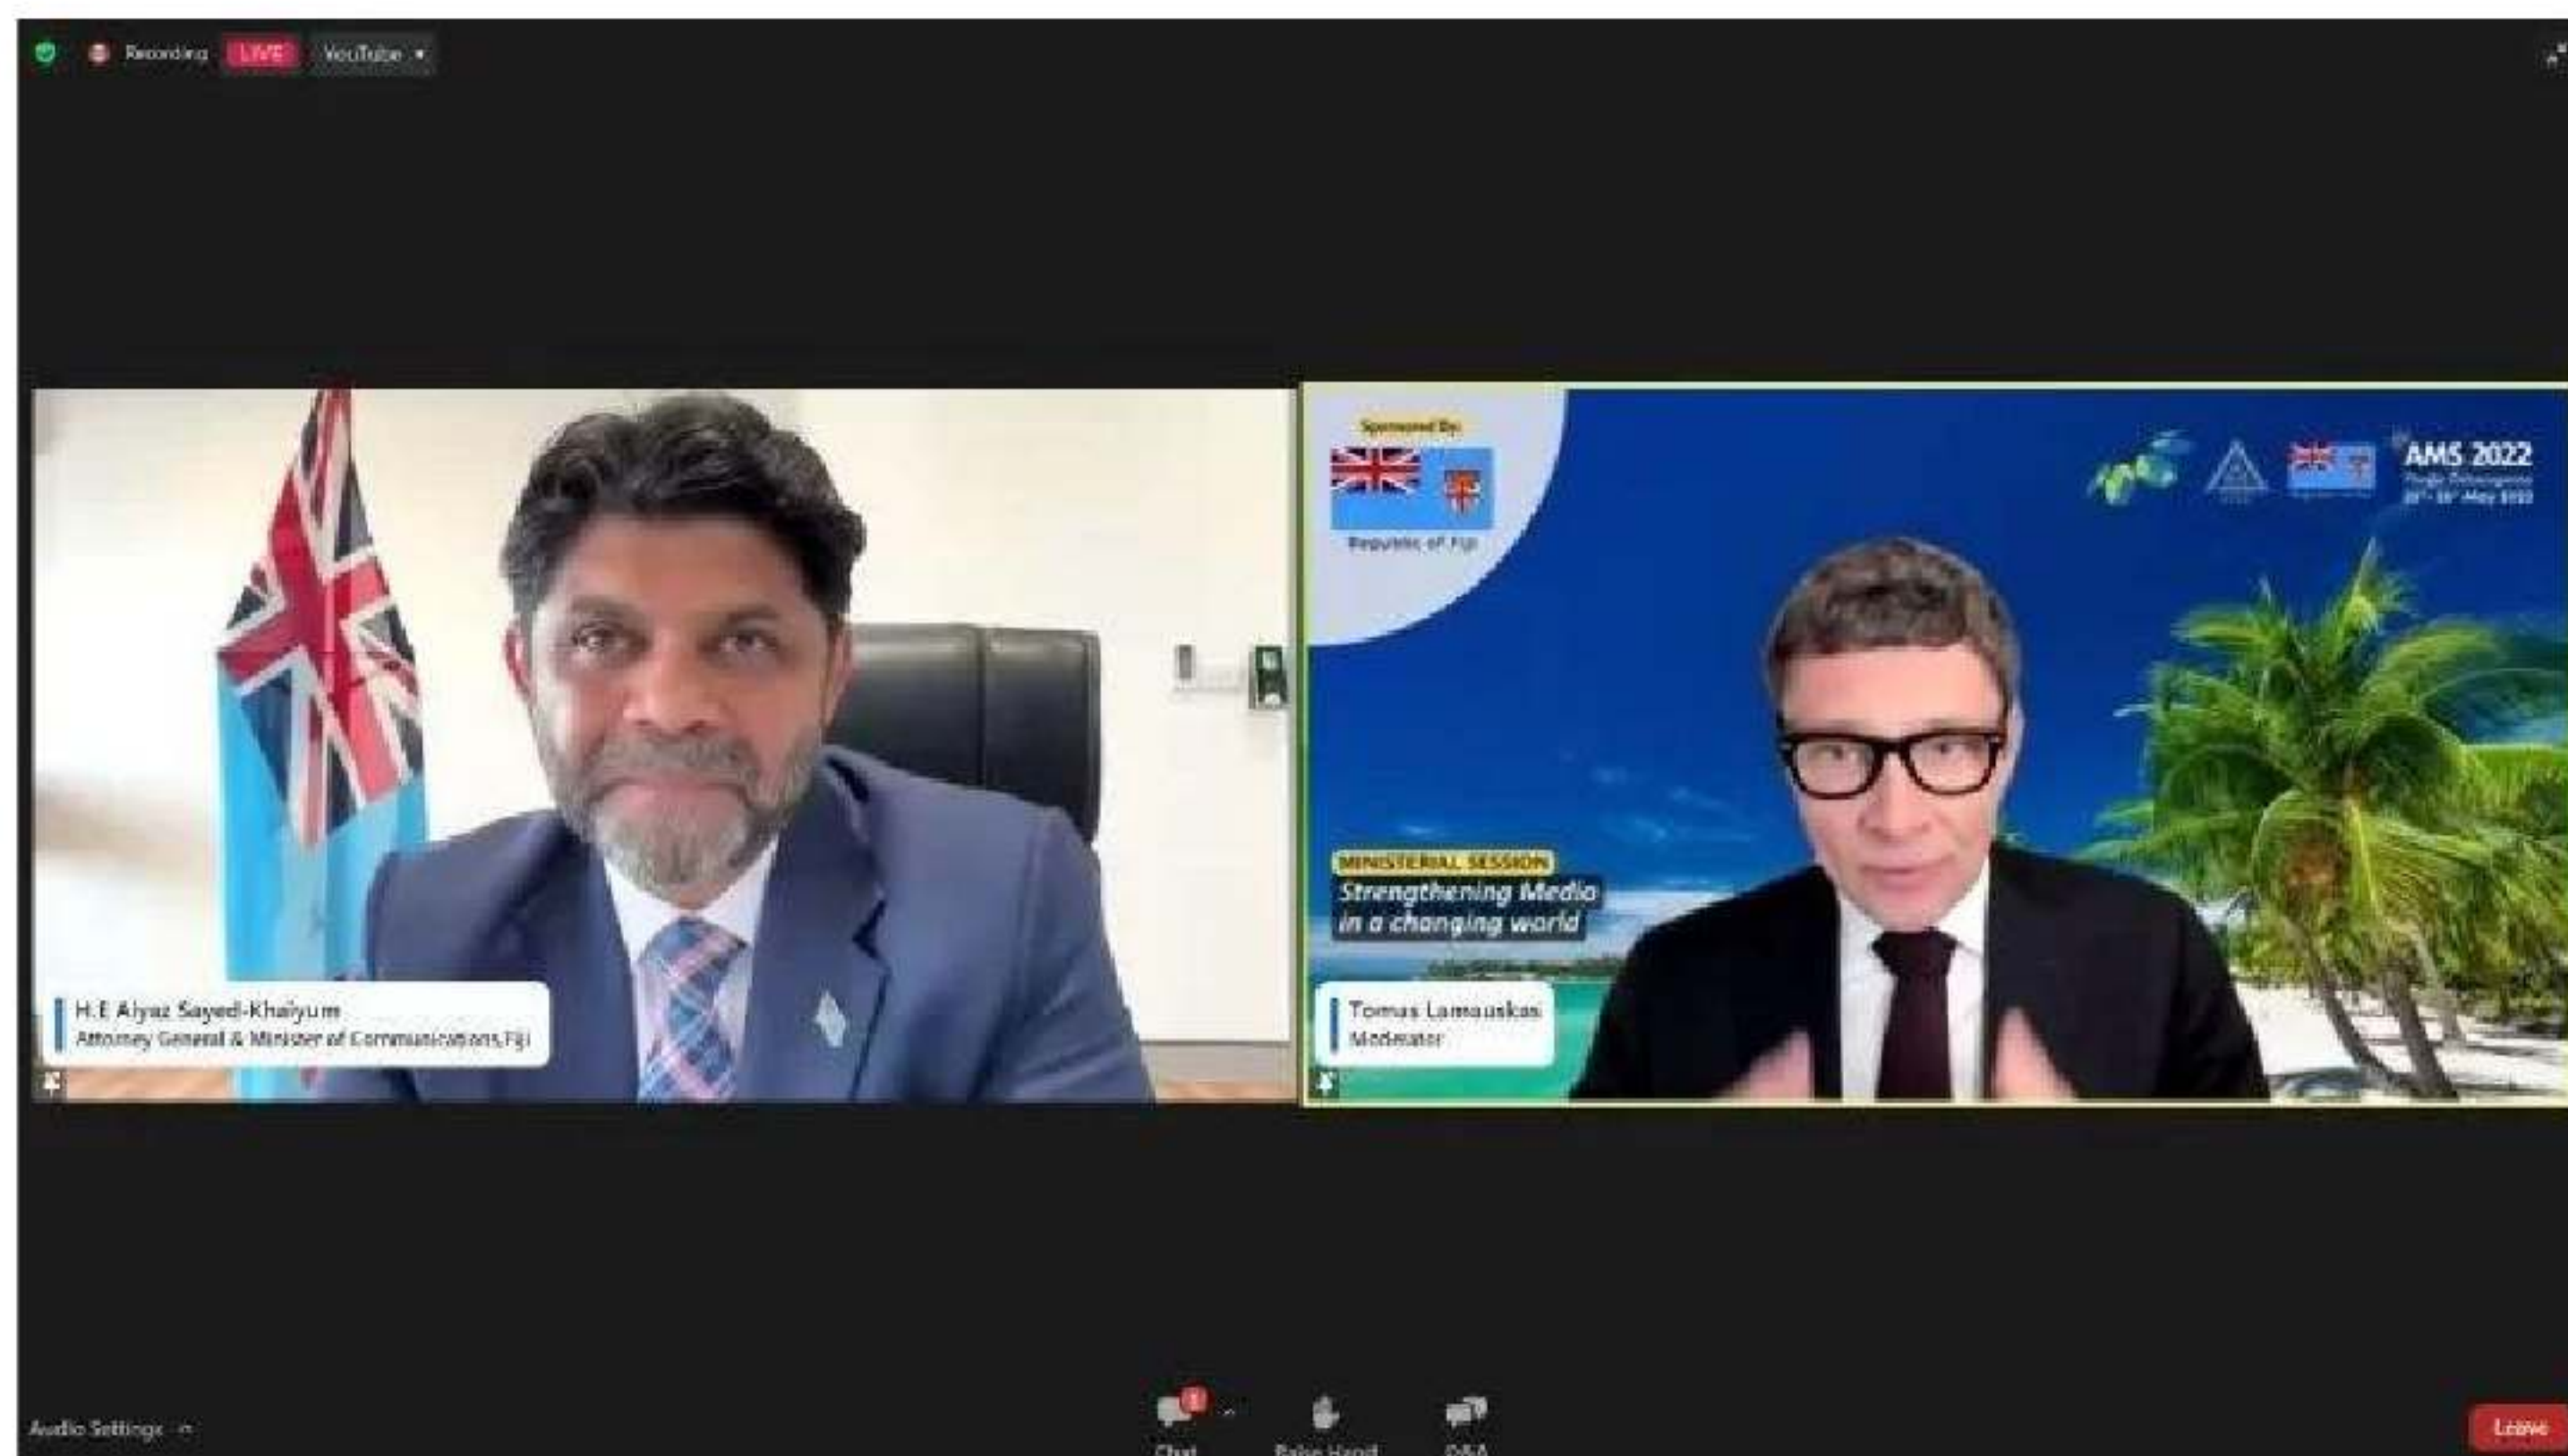 Recording LIVE YouTube
Sponsored By:
Republic of Fiji
AMS 2022
MINISTERIAL SESSION
Strengthening Media
in a changing world
H.E Aiyaz Sayed-Khaiyum
Attorney General & Minister of Communications,Fiji
Tomas Lamauskas
Moderator
Audio Settings
Chat
Raise Hand
Q&A
Leave